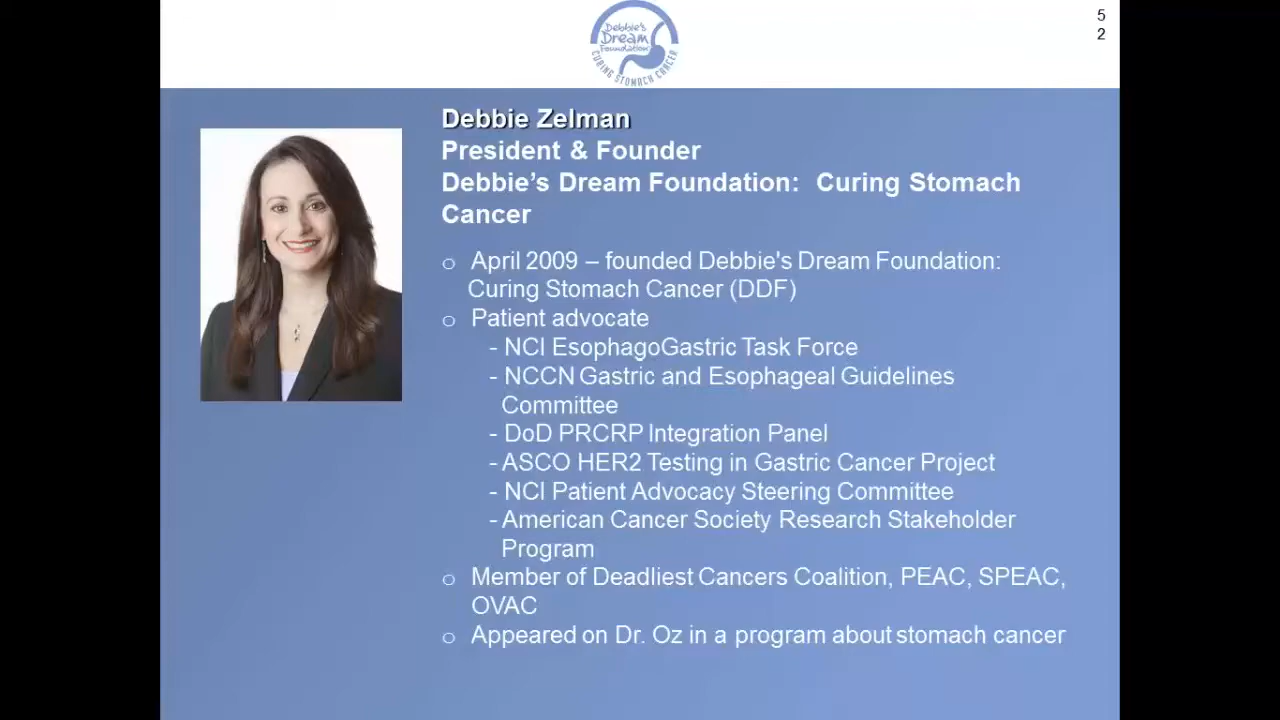 Debbie's
Dream
Foundation
CURING STOMACH CANCER
5
2
Debbie Zelman
President & Founder
Debbie’s Dream Foundation: Curing Stomach
Cancer
o April 2009 – founded Debbie's Dream Foundation:
Curing Stomach Cancer (DDF)
o Patient advocate
- NCI EsophagoGastric Task Force
- NCCN Gastric and Esophageal Guidelines
Committee
- DoD PRCRP Integration Panel
- ASCO HER2 Testing in Gastric Cancer Project
- NCI Patient Advocacy Steering Committee
- American Cancer Society Research Stakeholder
Program
o Member of Deadliest Cancers Coalition, PEAC, SPEAC,
OVAC
o Appeared on Dr. Oz in a program about stomach cancer